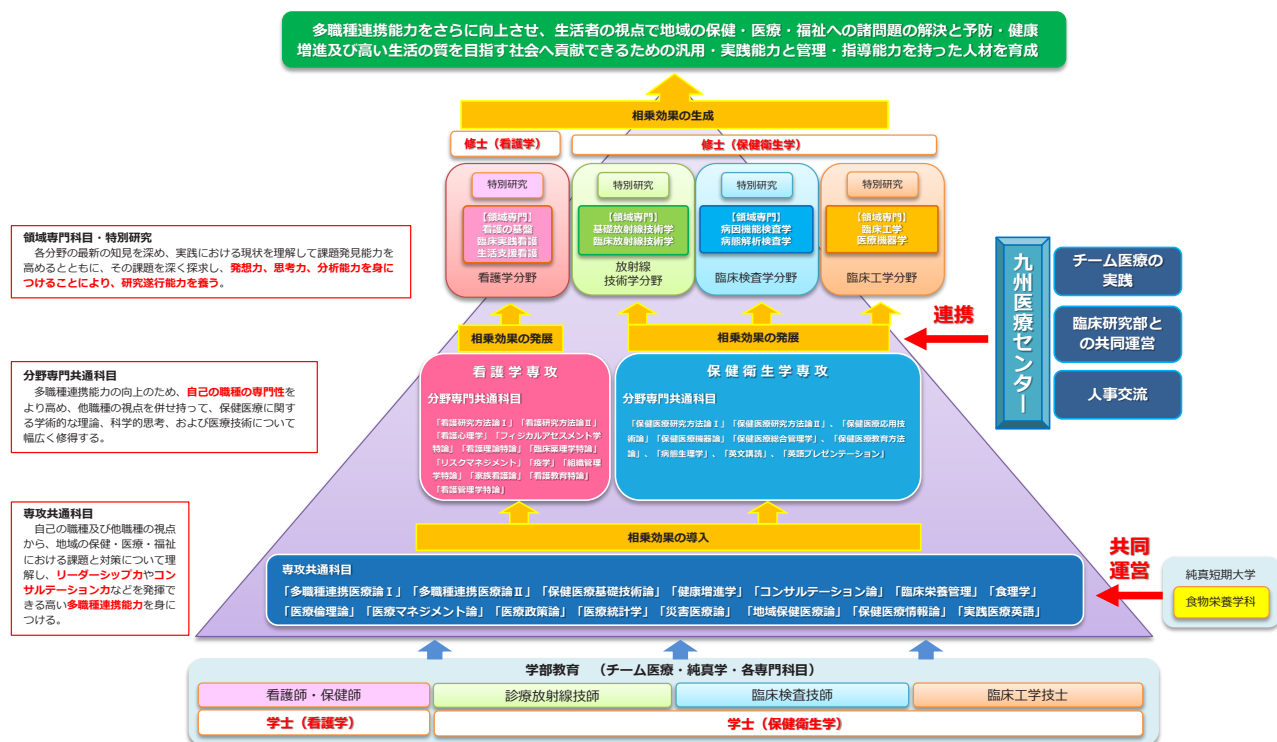 多職種連携能力をさらに向上させ、生活者の視点で地域の保健・医療・福祉への諸問題の解決と予防・健康
増進及び高い生活の質を目指す社会へ貢献できるための汎用・実践能力と管理・指導能力を持った人材を育成
相乗効果の生成
修士（看護学）
修士（保健衛生学）
特別研究
【領域専門】
看護の基盤
臨床実践看護
生活支援看護
看護学分野
特別研究
【領域専門】
基礎放射線技術学
臨床放射線技術学
放射線
技術学分野
特別研究
【領域専門】
病因機能検査学
病態解析検査学
臨床検査学分野
特別研究
【領域専門】
臨床工学
医療機器学
臨床工学分野
領域専門科目・特別研究
各分野の最新の知見を深め、実践における現状を理解して課題発見能力を
高めるとともに、その課題を深く探求し、発想力、思考力、分析能力を身に
つけることにより、研究遂行能力を養う。
九州医療センター
チーム医療の
実践
臨床研究部と
の共同運営
人事交流
連携
相乗効果の発展
相乗効果の発展
分野専門共通科目
多職種連携能力の向上のため、自己の職種の専門性を
より高め、他職種の視点を併せ持って、保健医療に関す
る学術的な理論、科学的思考、および医療技術について
幅広く修得する。
看護学専攻
分野専門共通科目
「看護研究方法論Ⅰ」「看護研究方法論Ⅱ」
「看護心理学」「フィジカルアセスメント学
特論」「看護理論特論」「臨床薬理学特論」
「リスクマネジメント」「疫学」「組織管理
学特論」「家族看護論」「看護教育特論」
「看護管理学特論」
保健衛生学専攻
分野専門共通科目
「保健医療研究方法論Ⅰ」「保健医療研究方法論Ⅱ」、「保健医療応用技
術論」「保健医療機器論」「保健医療総合管理学」、「保健医療教育方法
論」、「病態生理学」、「英文講読」、「英語プレゼンテーション」
相乗効果の導入
専攻共通科目
自己の職種及び他職種の視点
から、地域の保健・医療・福祉
における課題と対策について理
解し、リーダーシップ力やコン
サルテーション力などを発揮で
きる高い多職種連携能力を身に
つける。
専攻共通科目
「多職種連携医療論Ⅰ」「多職種連携医療論Ⅱ」「保健医療基礎技術論」「健康増進学」「コンサルテーション論」「臨床栄養管理」「食理学」
「医療倫理論」「医療マネジメント論」「医療政策論」「医療統計学」「災害医療論」「地域保健医療論」「保健医療情報論」「実践医療英語」
共同
運営
純真短期大学
食物栄養学科
学部教育　（チーム医療・純真学・各専門科目）
看護師・保健師
診療放射線技師
臨床検査技師
臨床工学技士
学士（看護学）
学士（保健衛生学）